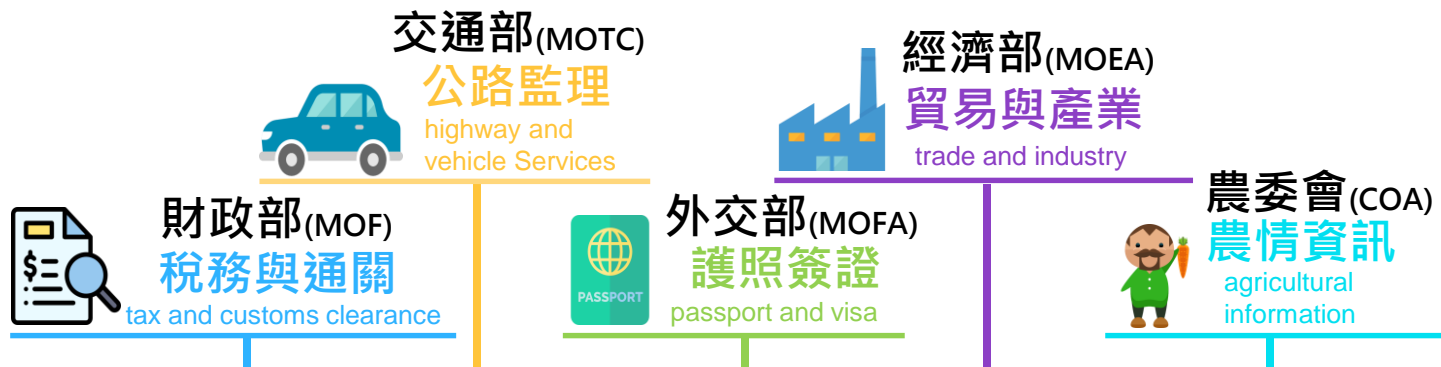 交通部(MOTC)
公路監理
highway and
vehicle Services
經濟部(MOEA)
貿易與產業
trade and industry
財政部(MOF)
稅務與通關
tax and customs clearance
$=
外交部(MOFA)
護照簽證
passport and visa
PASSPORT
農委會(COA)
農情資訊
agricultural
information